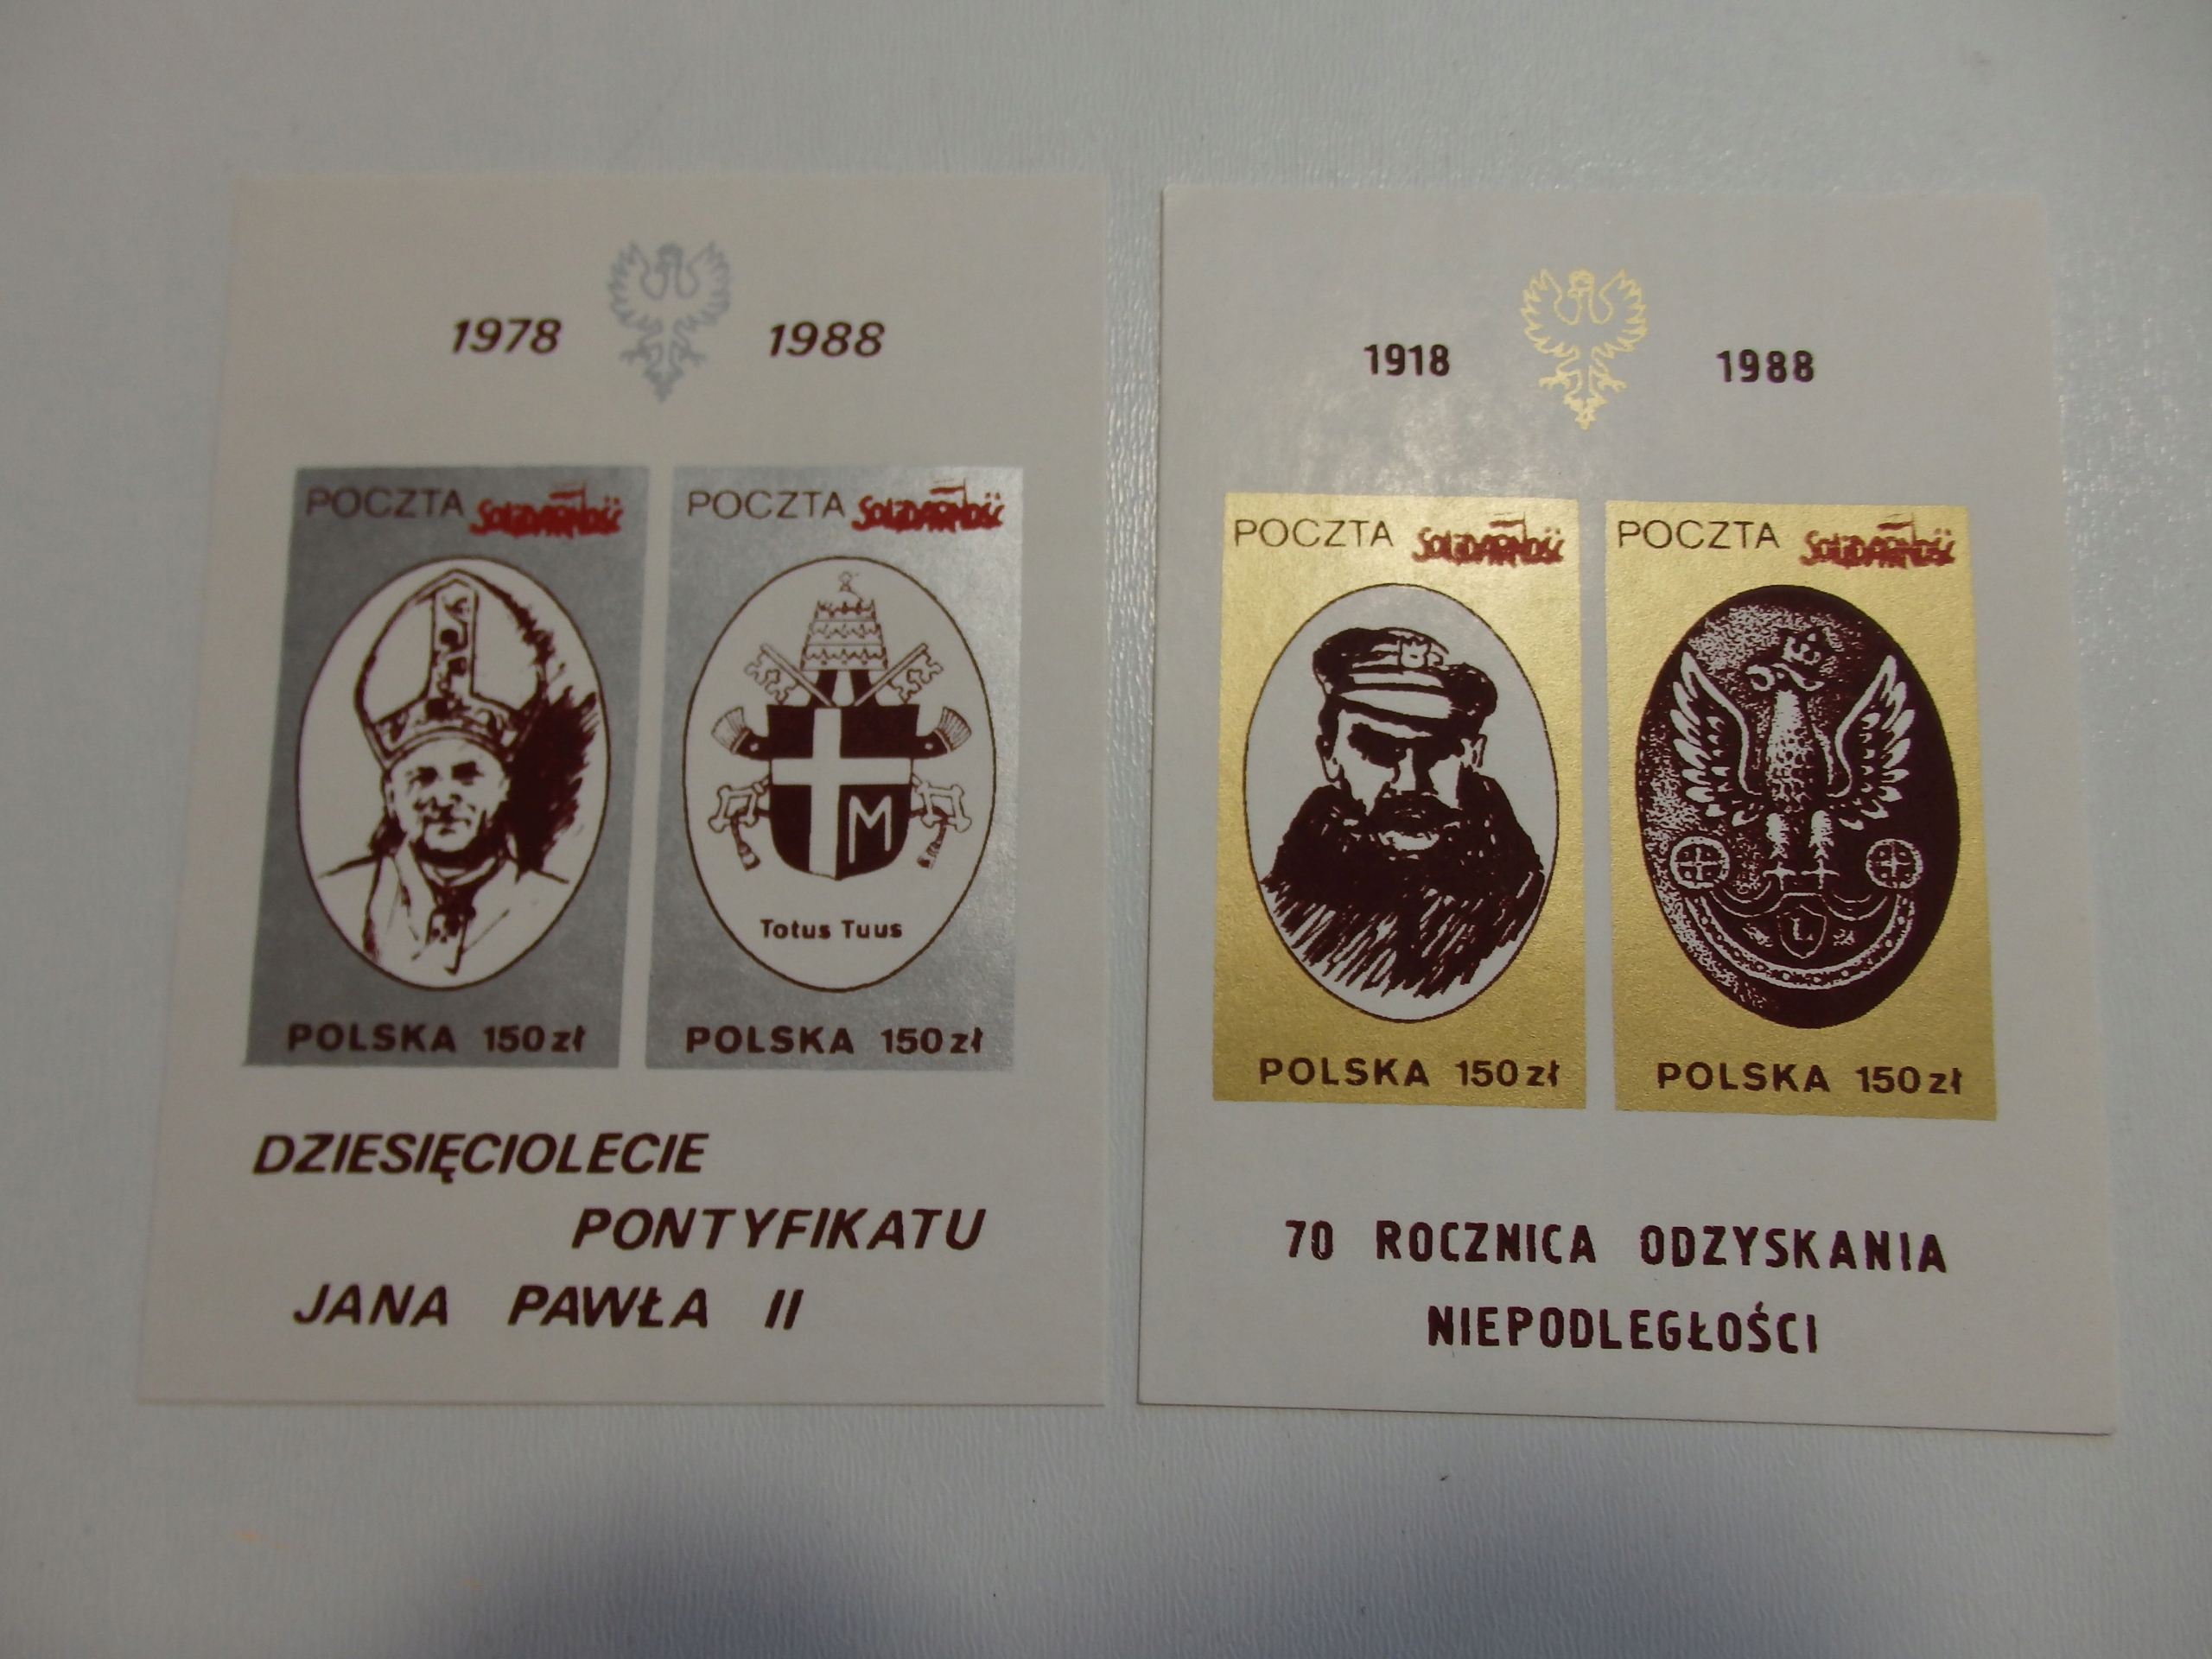 1978 1988
POCZTA SOLIDARNOŚĆ
POCZTA SOLIDARNOŚĆ
M
Totus Tuus
POLSKA 150 zł
POLSKA 150 zł
DZIESIĘCIOLECIE
PONTYFIKATU
JANA PAWŁA II
1918 1988
POCZTA SOLIDARNOŚĆ
POCZTA SOLIDARNOŚĆ
L
POLSKA 150 zł
POLSKA 150 zł
70 ROCZNICA ODZYSKANIA
NIEPODLEGŁOŚCI